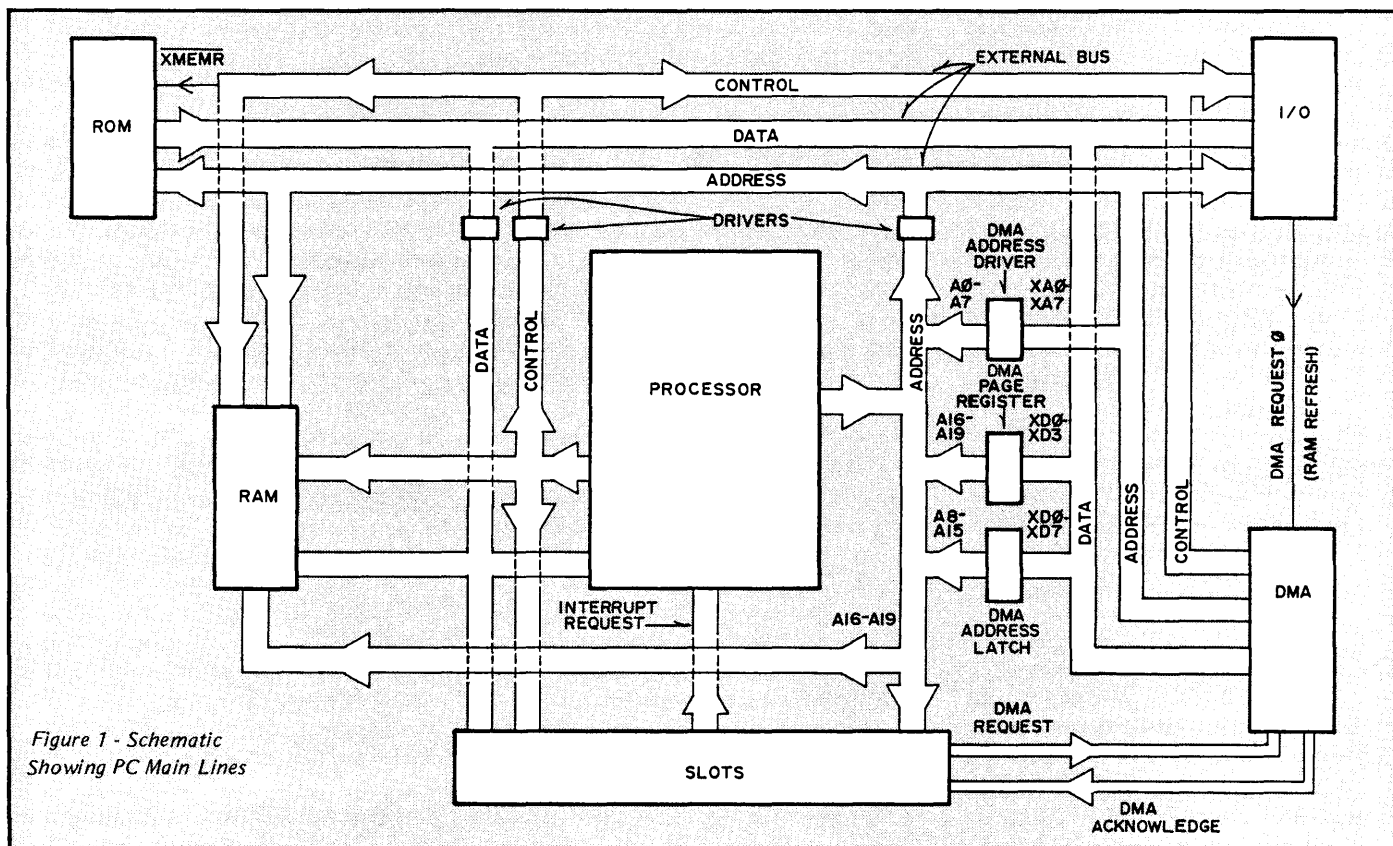 XMEMR
EXTERNAL BUS
CONTROL
ROM
I/O
DATA
ADDRESS
DRIVERS
DMA
ADDRESS
DRIVER
AØ-
A7
XAØ-
XA7
DATA
CONTROL
PROCESSOR
ADDRESS
DMA
PAGE
REGISTER
A16-
A19
XDØ-
XD3
DMA REQUEST Ø
(RAM REFRESH)
RAM
A8-
A15
XDØ-
XD7
DATA
ADDRESS
CONTROL
DMA
INTERRUPT
REQUEST
A16-A19
DMA
ADDRESS
LATCH
DMA
REQUEST
Figure 1 - Schematic
Showing PC Main Lines
SLOTS
DMA
ACKNOWLEDGE